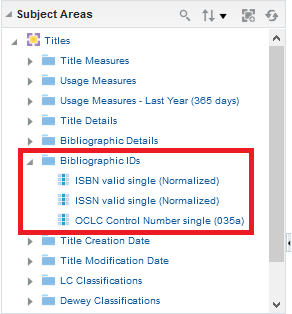 Subject Areas
Titles
Title Measures
Usage Measures
Usage Measures - Last Year (365 days)
Title Details
Bibliographic Details
Bibliographic IDs
ISBN valid single (Normalized)
ISSN valid single (Normalized)
OCLC Control Number single (035a)
Title Creation Date
Title Modification Date
LC Classifications
Dewey Classifications